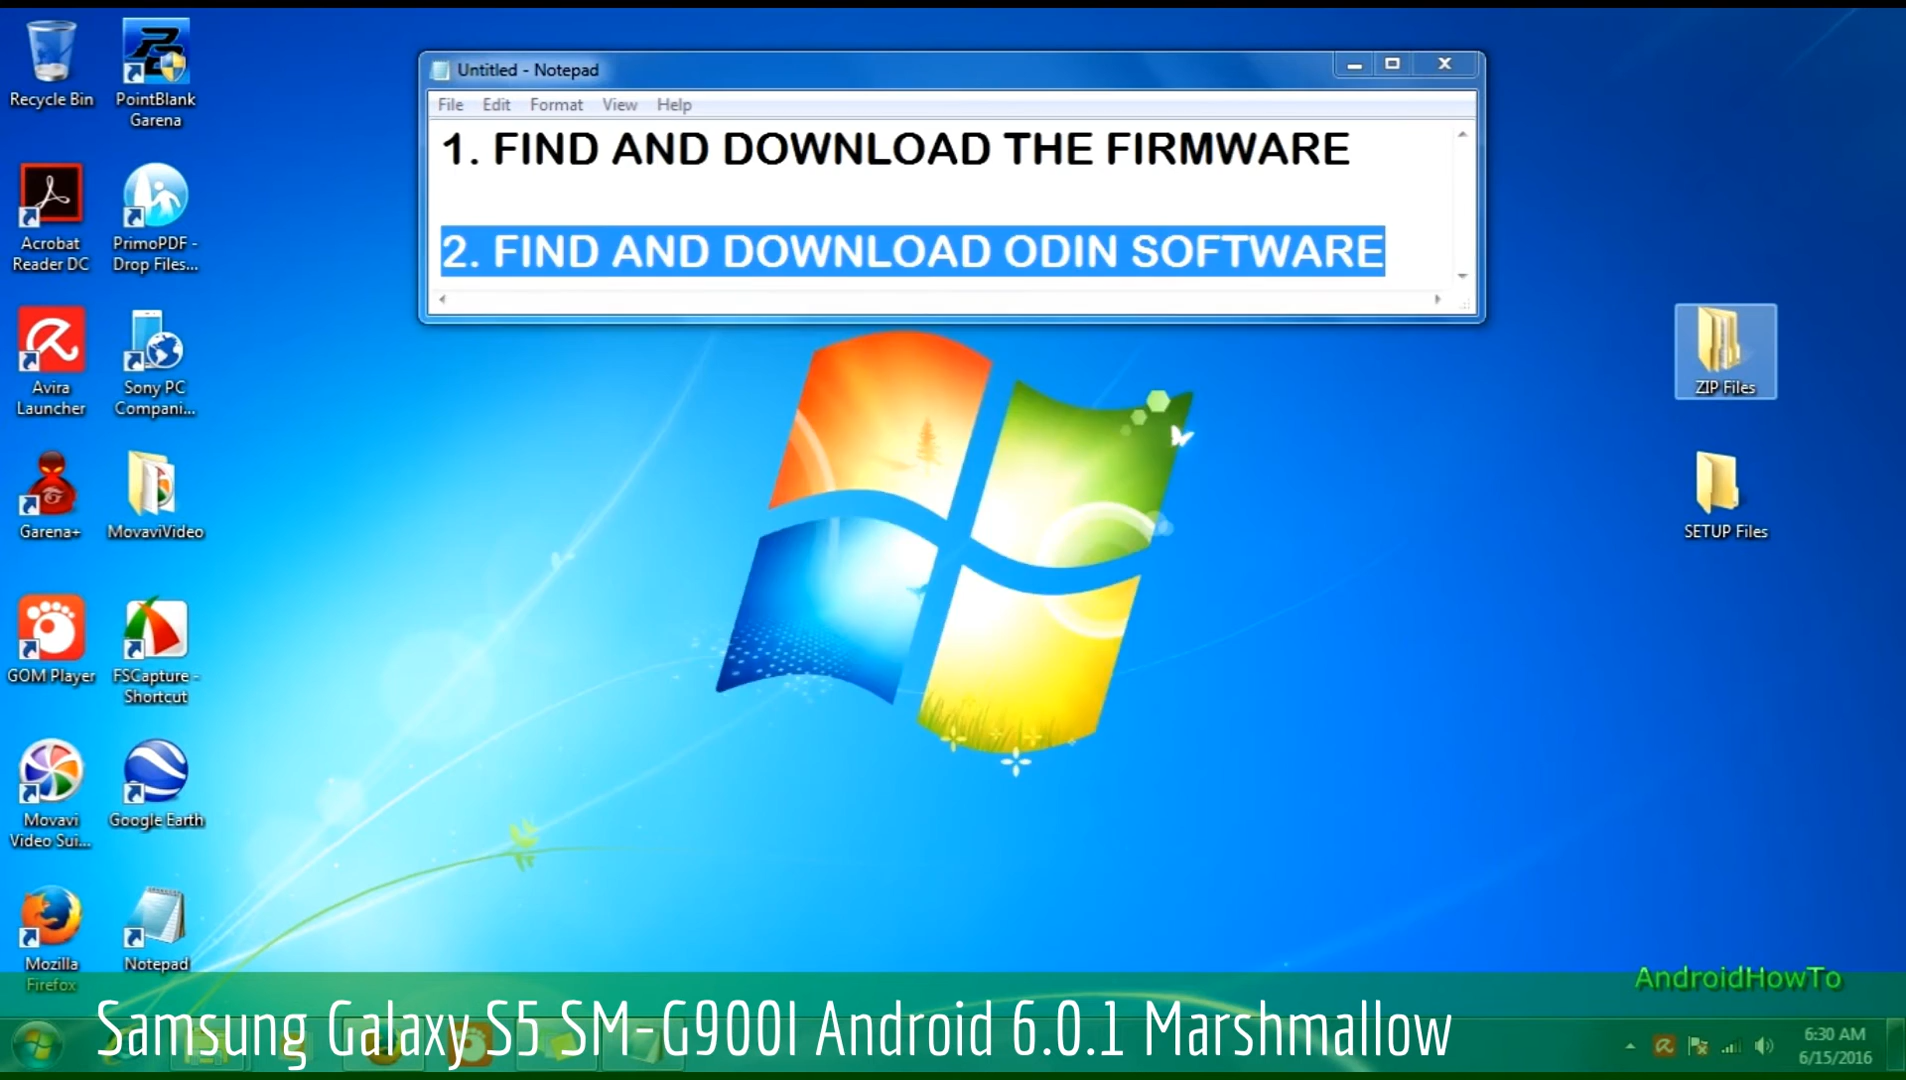 Recycle Bin
PointBlank
Garena
Acrobat
Reader DC
PrimoPDF -
Drop Files...
Avira
Launcher
Sony PC
Compani...
Garena+
MovaviVideo
GOM Player
FSCapture -
Shortcut
Movavi
Video Sui...
Google Earth
Mozilla
Firefox
Notepad
Untitled - Notepad
File Edit Format View Help
1. FIND AND DOWNLOAD THE FIRMWARE
2. FIND AND DOWNLOAD ODIN SOFTWARE
ZIP Files
SETUP Files
AndroidHowTo
Samsung Galaxy S5 SM-G900I Android 6.0.1 Marshmallow
6:30 AM
6/15/2016